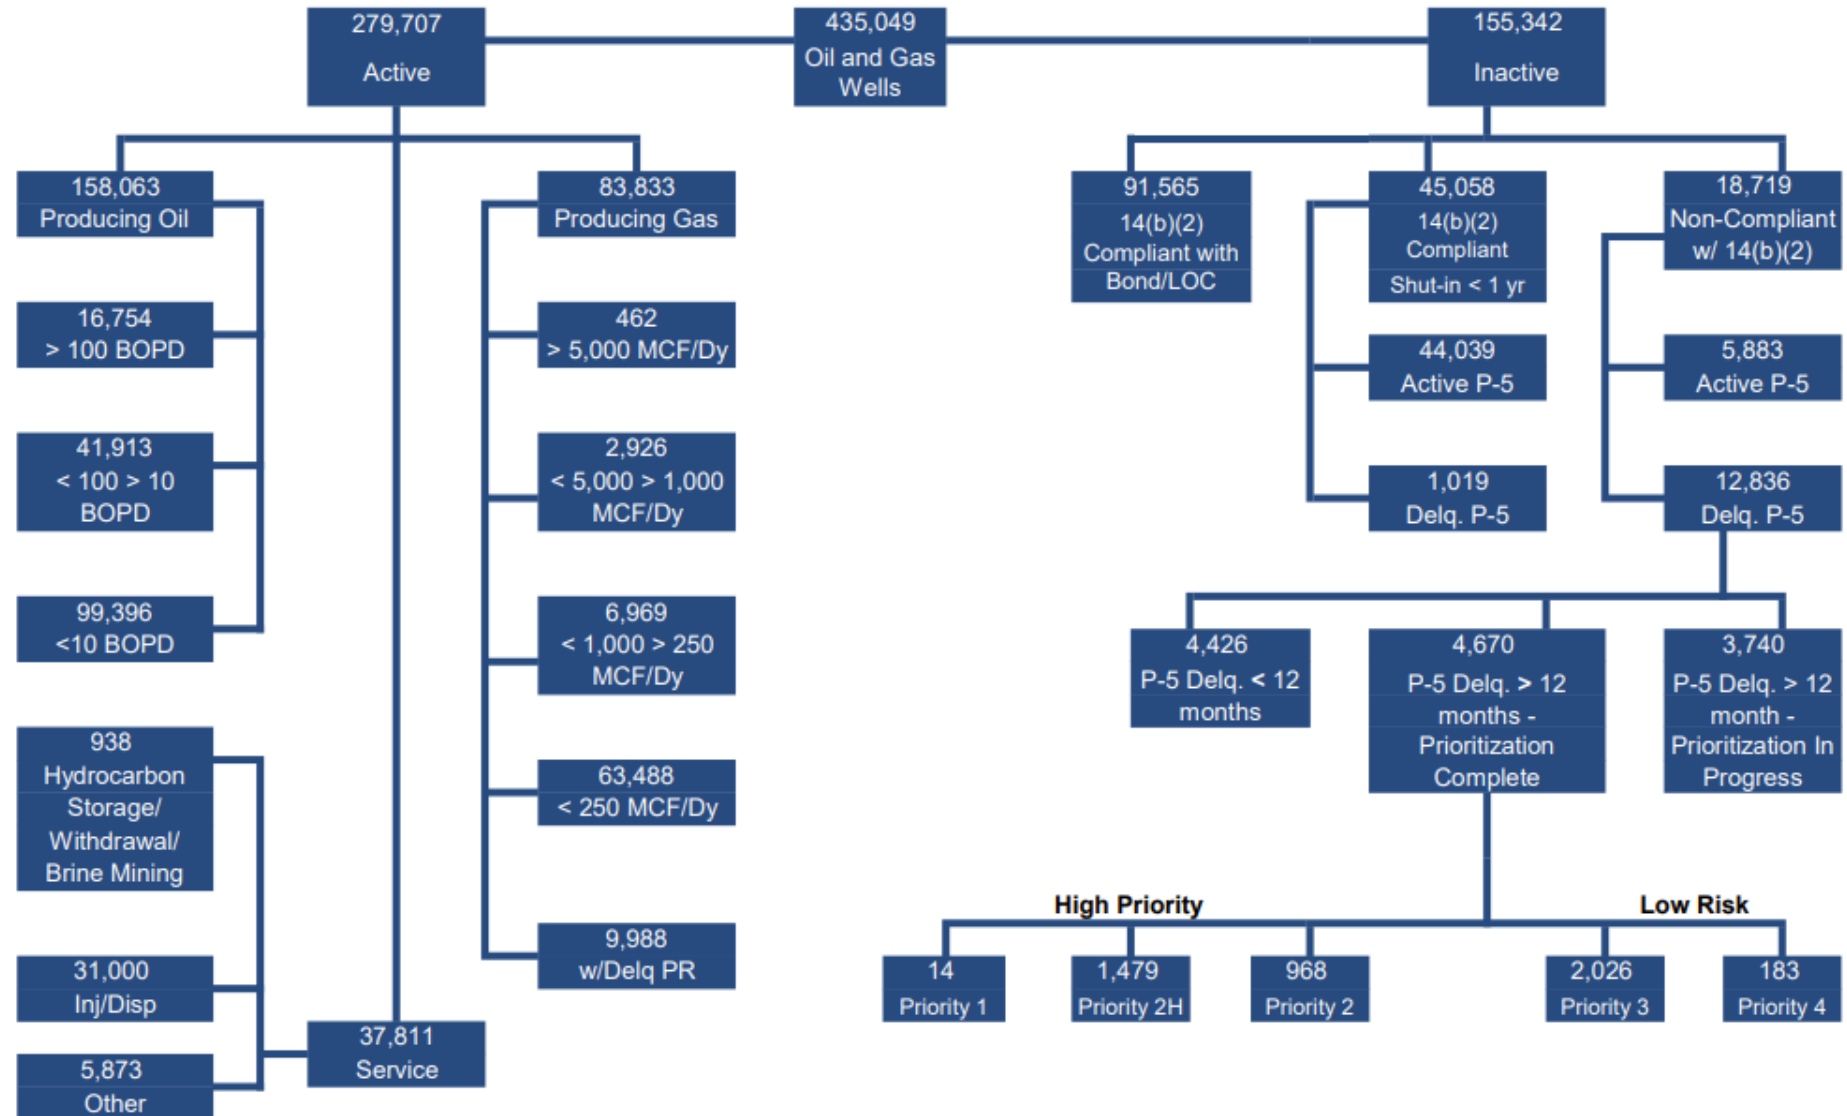 279,707
Active
435,049
Oil and Gas
Wells
155,342
Inactive
158,063
Producing Oil
83,833
Producing Gas
91,565
14(b)(2)
Compliant with
Bond/LOC
45,058
14(b)(2)
Compliant
Shut-in < 1 yr
18,719
Non-Compliant
w/ 14(b)(2)
16,754
> 100 BOPD
462
> 5,000 MCF/Dy
44,039
Active P-5
5,883
Active P-5
41,913
< 100 > 10
BOPD
2,926
< 5,000 > 1,000
MCF/Dy
1,019
Delq. P-5
12,836
Delq. P-5
99,396
<10 BOPD
6,969
< 1,000 > 250
MCF/Dy
4,426
P-5 Delq. < 12
months
4,670
P-5 Delq. > 12
months -
Prioritization
Complete
3,740
P-5 Delq. > 12
month -
Prioritization In
Progress
938
Hydrocarbon
Storage/
Withdrawal/
Brine Mining
63,488
< 250 MCF/Dy
High Priority
Low Risk
9,988
w/Delq PR
31,000
Inj/Disp
14
Priority 1
1,479
Priority 2H
968
Priority 2
2,026
Priority 3
183
Priority 4
37,811
Service
5,873
Other